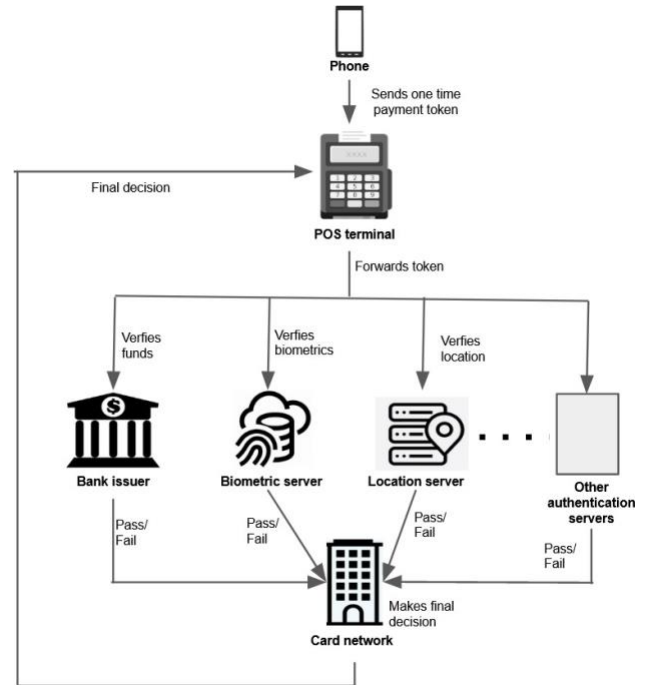 Phone
Sends one time
payment token
Final decision
POS terminal
Forwards token
Verfies
funds
Verfies
biometrics
Verfies
location
$
Bank issuer
Biometric server
Location server
Other
authentication
servers
Pass/
Fail
Pass/
Fail
Pass/
Fail
Pass/
Fail
Makes final
decision
Card network